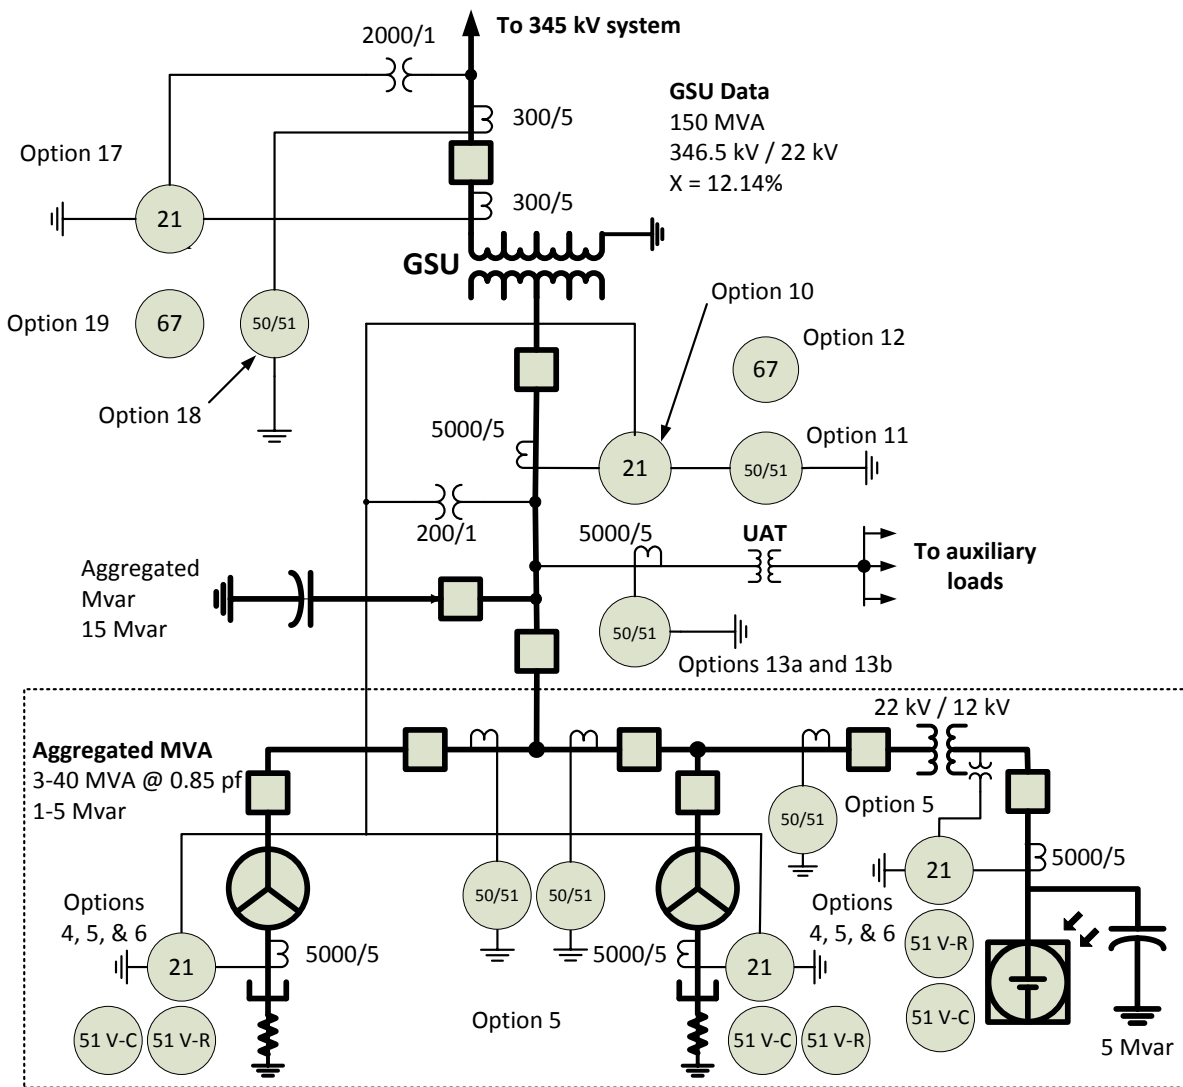 To 345 kV system
2000/1
GSU Data
150 MVA
346.5 kV / 22 kV
X = 12.14%
300/5
Option 17
300/5
21
GSU
Option 10
Option 19
67
50/51
Option 12
67
Option 18
5000/5
Option 11
21
50/51
200/1
5000/5
UAT
To auxiliary
loads
Aggregated
Mvar
15 Mvar
50/51
Options 13a and 13b
22 kV / 12 kV
Aggregated MVA
3-40 MVA @ 0.85 pf
1-5 Mvar
Option 5
50/51
5000/5
21
50/51
50/51
Options
4, 5, & 6
Options
4, 5, & 6
51 V-R
5000/5
5000/5
21
21
Option 5
51 V-C
51 V-C
51 V-R
51 V-C
51 V-R
5 Mvar